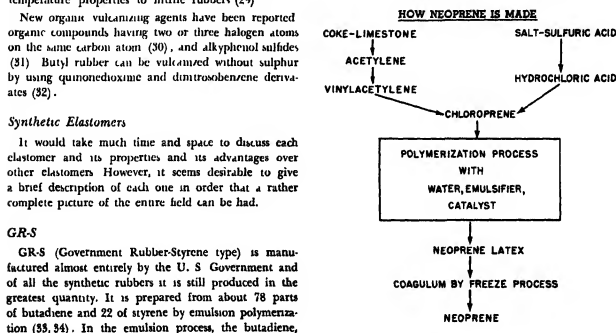 temperature properties to nitrile rubbers (29)
New organic vulcanizing agents have been reported
organic compounds having two or three halogen atoms
on the same carbon atom (30), and alkyphenol sulfides
(31) Butyl rubber can be vulcanized without sulphur
by using quinonedioxime and dinitrosobenzene deriva-
ates (32).
Synthetic Elastomers
It would take much time and space to discuss each
elastomer and its properties and its advantages over
other elastomers However, it seems desirable to give
a brief description of each one in order that a rather
complete picture of the entire field can be had.
GR-S
GR-S (Government Rubber-Styrene type) is manu-
factured almost entirely by the U. S Government and
of all the synthetic rubbers it is still produced in the
greatest quantity. It is prepared from about 78 parts
of butadiene and 22 of styrene by emulsion polymeriza-
tion (33, 34). In the emulsion process, the butadiene,
HOW NEOPRENE IS MADE
COKE-LIMESTONE SALT-SULFURIC ACID
ACETYLENE
VINYLACETYLENE HYDROCHLORIC ACID
CHLOROPRENE
POLYMERIZATION PROCESS
WITH
WATER, EMULSIFIER,
CATALYST
NEOPRENE LATEX
COAGULUM BY FREEZE PROCESS
NEOPRENE